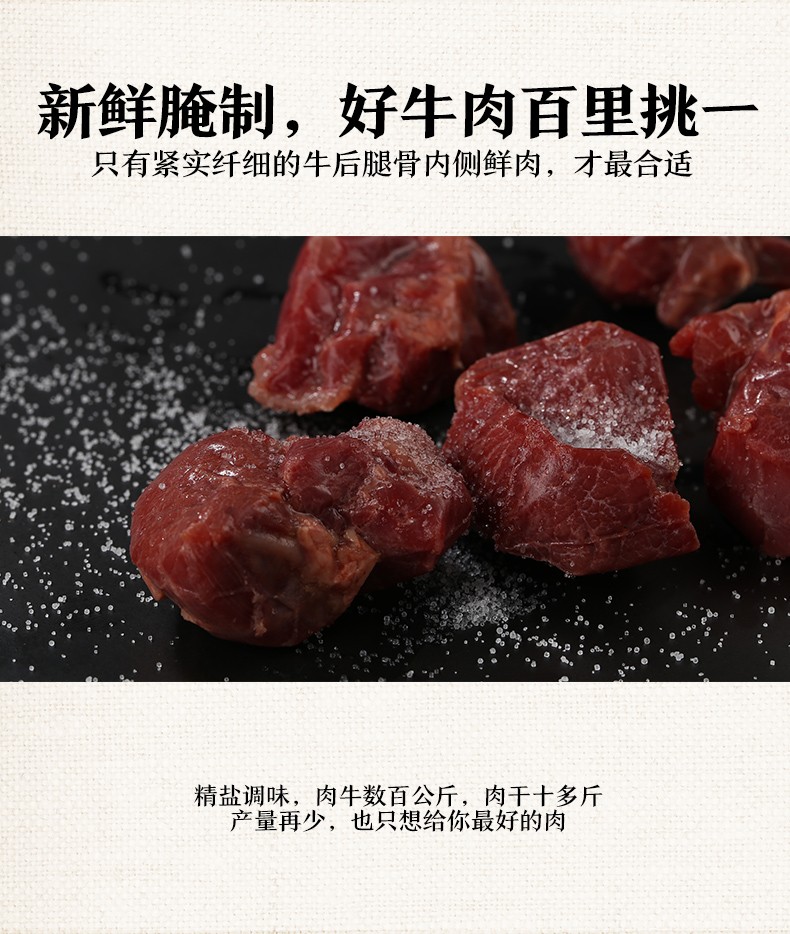 新鲜腌制，好牛肉百里挑一
只有紧实纤细的牛后腿骨内侧鲜肉，才最合适
精盐调味，肉牛数百公斤，肉干十多斤
产量再少，也只想给你最好的肉